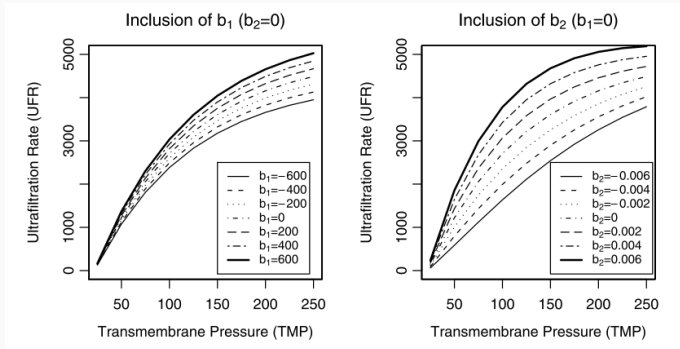 Inclusion of b₁ (b₂=0)
Ultrafiltration Rate (UFR)
5000
3000
1000
0
b₁=−600
b₁=−400
b₁=−200
b₁=0
b₁=200
b₁=400
b₁=600
50 100 150 200 250
Transmembrane Pressure (TMP)
Inclusion of b₂ (b₁=0)
Ultrafiltration Rate (UFR)
5000
3000
1000
0
b₂=−0.006
b₂=−0.004
b₂=−0.002
b₂=0
b₂=0.002
b₂=0.004
b₂=0.006
50 100 150 200 250
Transmembrane Pressure (TMP)